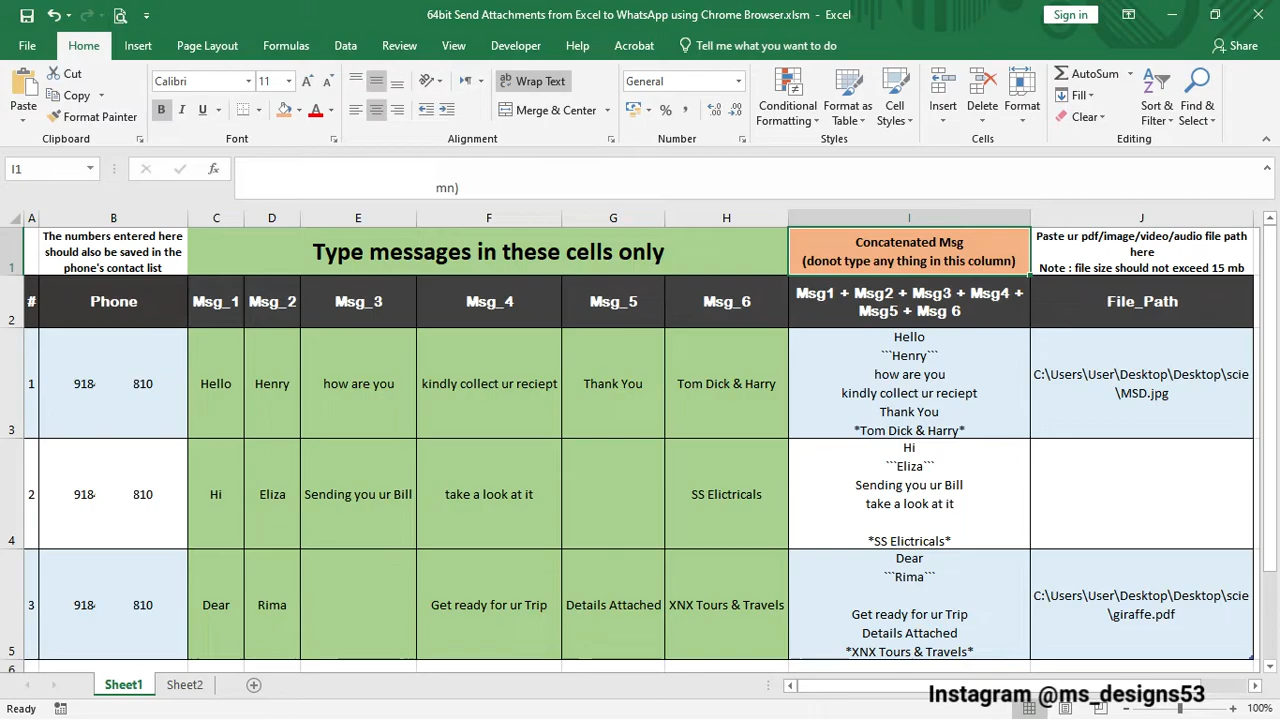 64bit Send Attachments from Excel to WhatsApp using Chrome Browser.xlsm - Excel
Sign in
File Home Insert Page Layout Formulas Data Review View Developer Help Acrobat Tell me what you want to do Share
Paste
Cut
Copy
Format Painter
Calibri 11
B I U
Wrap Text
Merge & Center
General
% ,
Conditional Formatting
Format as Table
Cell Styles
Insert
Delete
Format
AutoSum
Fill
Clear
Sort & Filter
Find & Select
Clipboard Font Alignment Number Styles Cells Editing
I1
fx
mn)
A B C D E F G H I J
1
The numbers entered here
should also be saved in the
phone's contact list
Type messages in these cells only
Concatenated Msg
(donot type any thing in this column)
Paste ur pdf/image/video/audio file path
here
Note : file size should not exceed 15 mb
2
# Phone Msg_1 Msg_2 Msg_3 Msg_4 Msg_5 Msg_6
Msg1 + Msg2 + Msg3 + Msg4 +
Msg5 + Msg 6
File_Path
3
1 918 810 Hello Henry how are you kindly collect ur reciept Thank You Tom Dick & Harry
Hello
```Henry```
how are you
kindly collect ur reciept
Thank You
*Tom Dick & Harry*
C:\Users\User\Desktop\Desktop\scie
\MSD.jpg
4
2 918 810 Hi Eliza Sending you ur Bill take a look at it SS Elictricals
Hi
```Eliza```
Sending you ur Bill
take a look at it
*SS Elictricals*
5
3 918 810 Dear Rima Get ready for ur Trip Details Attached XNX Tours & Travels
Dear
```Rima```
Get ready for ur Trip
Details Attached
*XNX Tours & Travels*
C:\Users\User\Desktop\Desktop\scie
\giraffe.pdf
6
Sheet1 Sheet2
Instagram @ms_designs53
Ready
100%